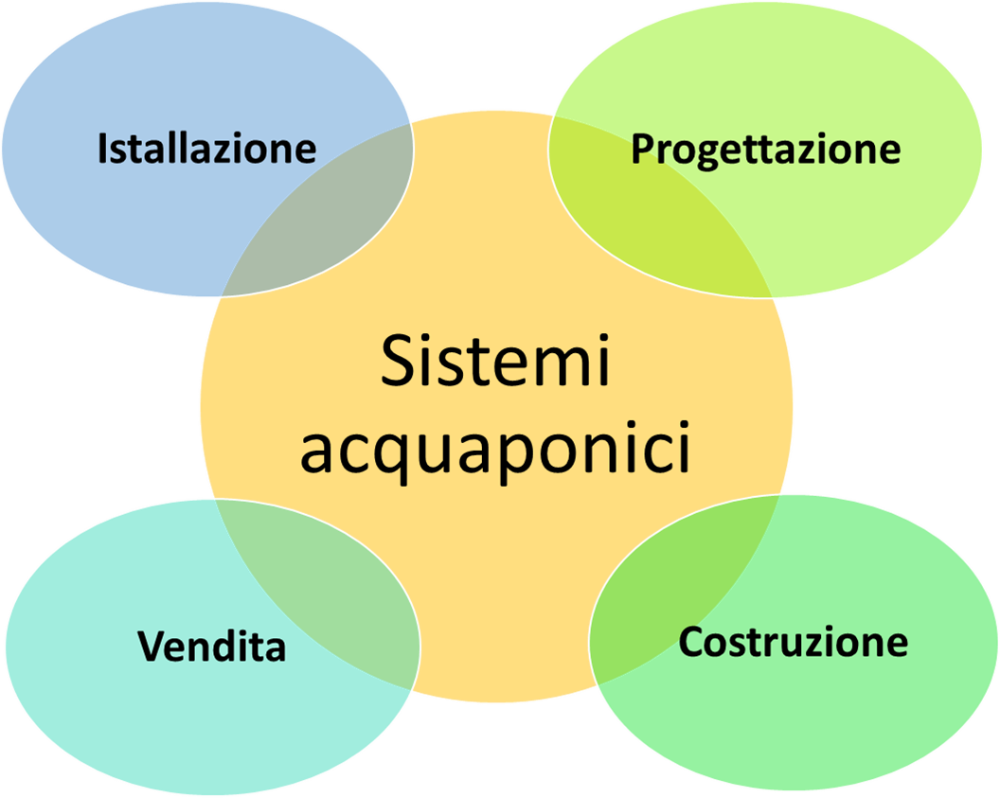 Istallazione
Progettazione
Sistemi
acquaponici
Vendita
Costruzione